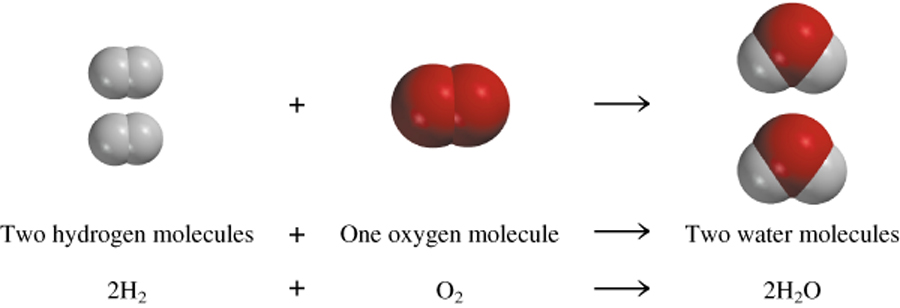 + →
Two hydrogen molecules + One oxygen molecule → Two water molecules
2H₂ + O₂ → 2H₂O